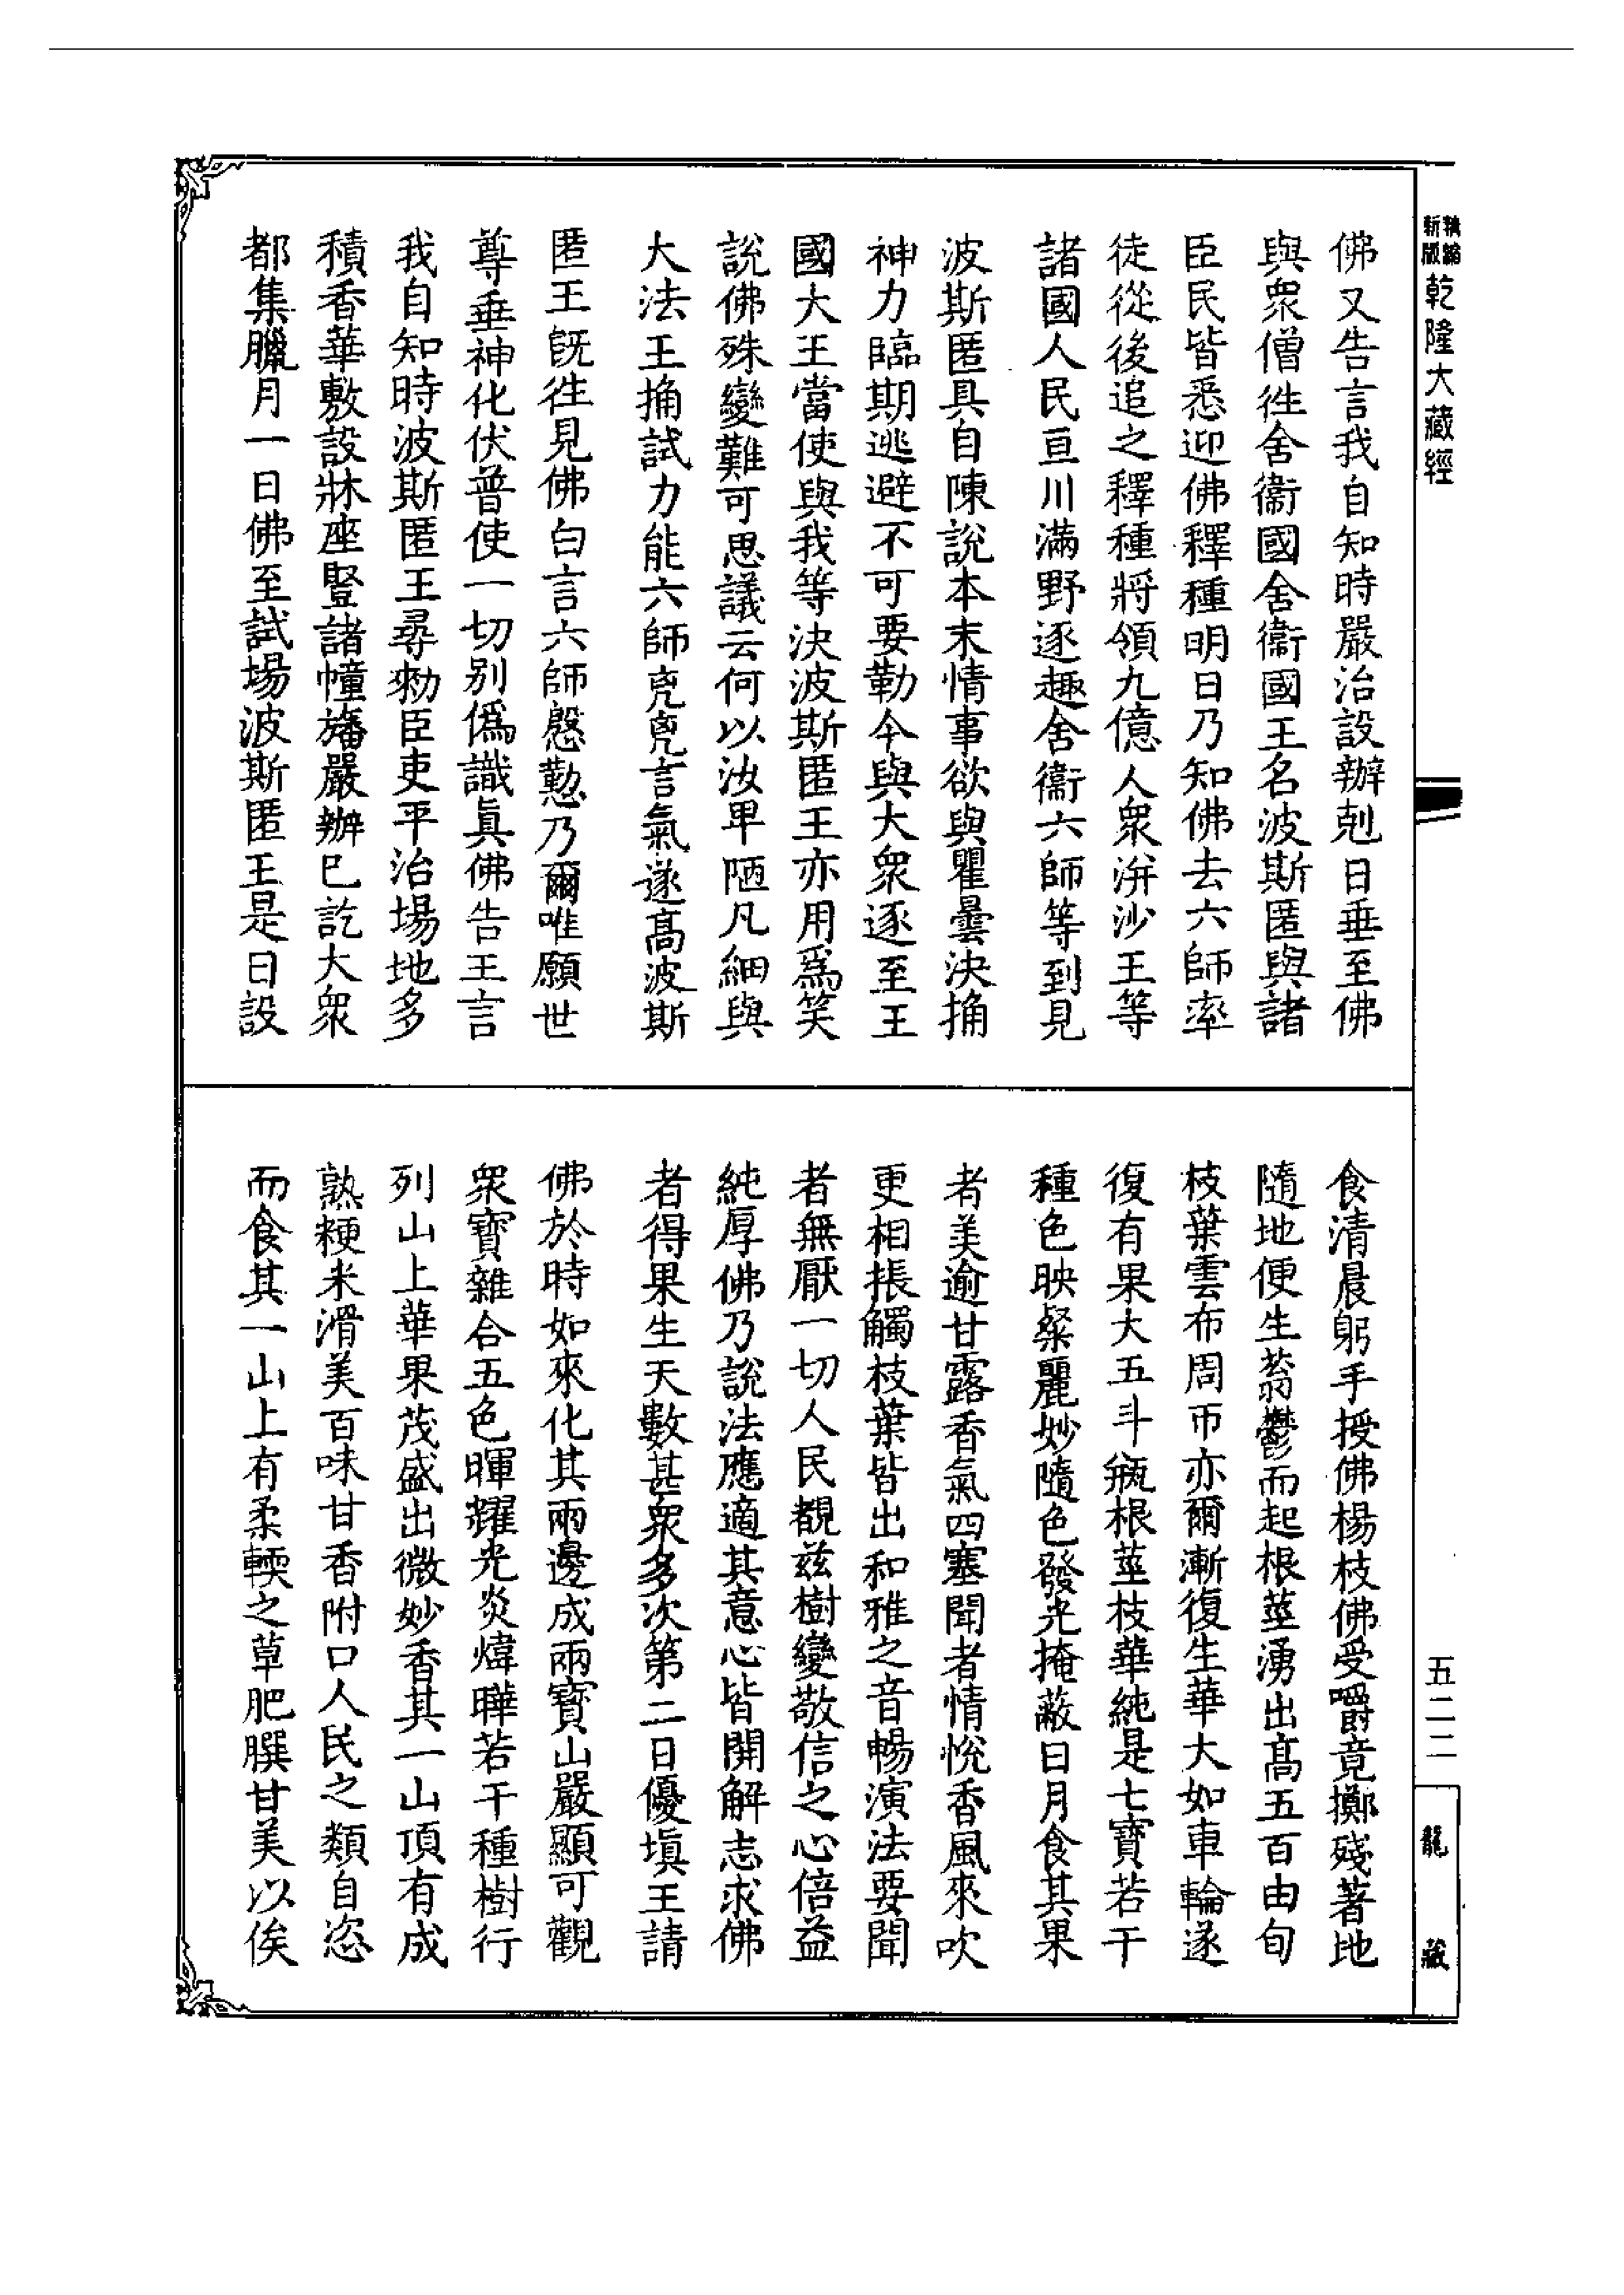 新版精縮乾隆大藏經
五二二
龍藏
佛又告言我自知時嚴治設辦剋日垂至佛
與衆僧徃舍衞國舍衞國王名波斯匿與諸
臣民皆悉迎佛釋種明日乃知佛去六師率
徒從後追之釋種將領九億人衆洴沙王等
諸國人民亘川滿野逐趣舍衞六師等到見
波斯匿具自陳說本末情事欲與瞿曇決捔
神力臨期逃避不可要勒今與大衆逐至王
國大王當使與我等決波斯匿王亦用爲笑
說佛殊變難可思議云何以汝卑陋凡細與
大法王捔試力能六師兇兇言氣遂高波斯
匿王旣徃見佛白言六師慇懃乃爾唯願世
尊垂神化伏普使一切别僞識眞佛告王言
我自知時波斯匿王尋勑臣吏平治場地多
積香華敷設牀座豎諸幢旛嚴辦已訖大衆
都集臘月一日佛至試場波斯匿王是日設
食清晨躬手授佛楊枝佛受嚼竟擲殘著地
隨地便生蓊鬱而起根莖湧出高五百由旬
枝葉雲布周帀亦爾漸復生華大如車輪遂
復有果大五斗瓶根莖枝華純是七寶若干
種色映粲麗妙隨色發光掩蔽日月食其果
者美逾甘露香氣四塞聞者情悅香風來吹
更相掁觸枝葉皆出和雅之音暢演法要聞
者無厭一切人民覩兹樹變敬信之心倍益
純厚佛乃說法應適其意心皆開解志求佛
者得果生天數甚衆多次第二日優塡王請
佛於時如來化其兩邊成兩寶山嚴顯可觀
衆寶雜合五色暉耀光炎煒曄若干種樹行
列山上華果茂盛出微妙香其一山頂有成
熟粳米滑美百味甘香附口人民之類自恣
而食其一山上有柔輭之草肥腝甘美以俟